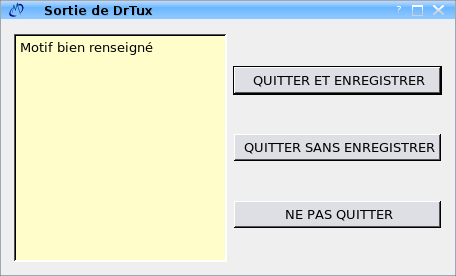 Sortie de DrTux
Motif bien renseigné
QUITTER ET ENREGISTRER
QUITTER SANS ENREGISTRER
NE PAS QUITTER